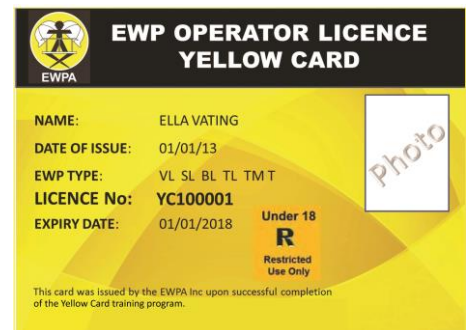 EWPA
EWP OPERATOR LICENCE
YELLOW CARD
NAME: ELLA VATING
DATE OF ISSUE: 01/01/13
EWP TYPE: VL SL BL TL TM T
LICENCE No: YC100001
EXPIRY DATE: 01/01/2018
Photo
Under 18
R
Restricted
Use Only
This card was issued by the EWPA Inc upon successful completion
of the Yellow Card training program.